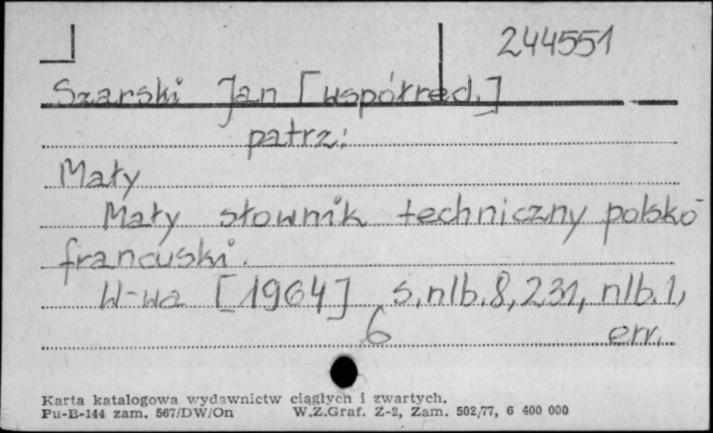 244551
Szarski Jan [współred.]
patrz:
Mały
Mały słownik techniczny polsko-
francuski.
W-wa [1964] s. nlb. 8, 231, nlb. 1,
6 err.
Karta katalogowa wydawnictw ciągłych i zwartych.
Pu-B-144 zam. 567/DW/On W.Z.Graf. Z-2, Zam. 502/77, 6 400 000